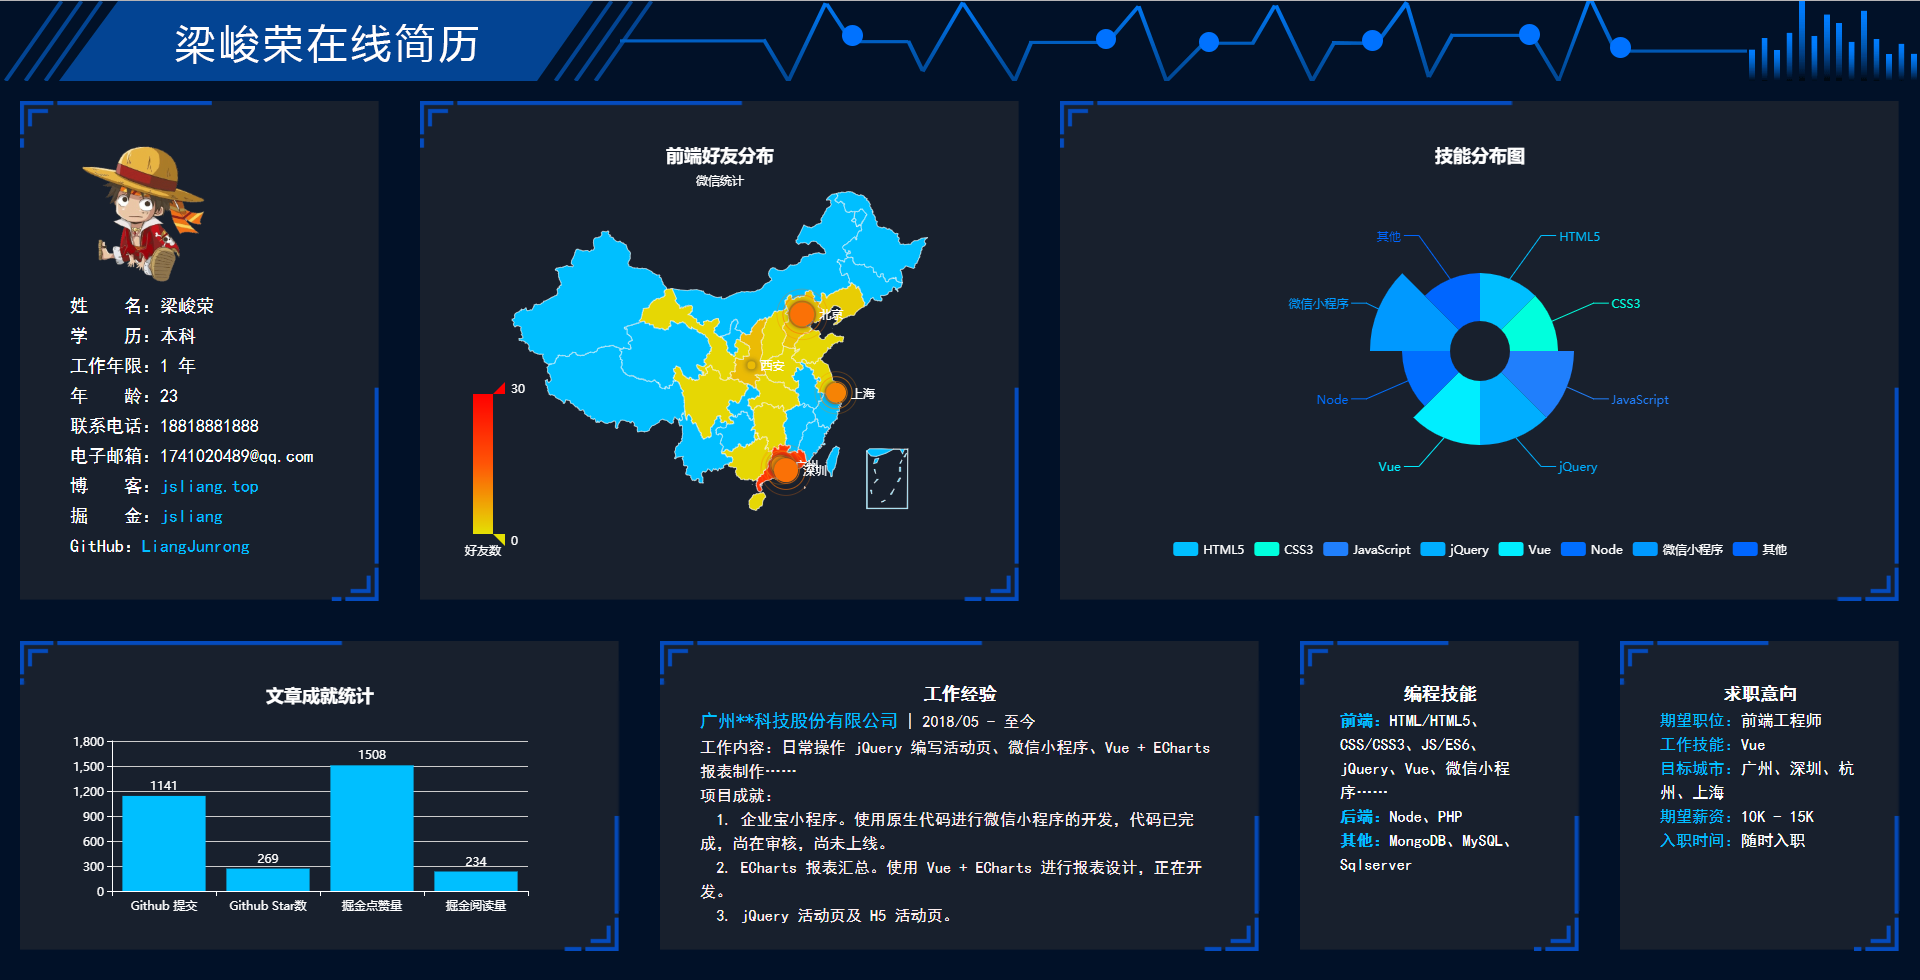 梁峻荣在线简历
姓　　名：梁峻荣
学　　历：本科
工作年限：1 年
年　　龄：23
联系电话：18818881888
电子邮箱：1741020489@qq.com
博　　客：jsliang.top
掘　　金：jsliang
GitHub：LiangJunrong
前端好友分布
微信统计
北京
西安
上海
广州
深圳
30
0
好友数
技能分布图
其他
HTML5
微信小程序
CSS3
Node
JavaScript
Vue
jQuery
HTML5 CSS3 JavaScript jQuery Vue Node 微信小程序 其他
文章成就统计
1,800
1,500
1,200
900
600
300
0
1141
269
1508
234
Github 提交 Github Star数 掘金点赞量 掘金阅读量
工作经验
广州**科技股份有限公司 | 2018/05 - 至今
工作内容：日常操作 jQuery 编写活动页、微信小程序、Vue + ECharts
报表制作……
项目成就：
1. 企业宝小程序。使用原生代码进行微信小程序的开发，代码已完
成，尚在审核，尚未上线。
2. ECharts 报表汇总。使用 Vue + ECharts 进行报表设计，正在开
发。
3. jQuery 活动页及 H5 活动页。
编程技能
前端：HTML/HTML5、
CSS/CSS3、JS/ES6、
jQuery、Vue、微信小程
序……
后端：Node、PHP
其他：MongoDB、MySQL、
Sqlserver
求职意向
期望职位：前端工程师
工作技能：Vue
目标城市：广州、深圳、杭
州、上海
期望薪资：10K - 15K
入职时间：随时入职